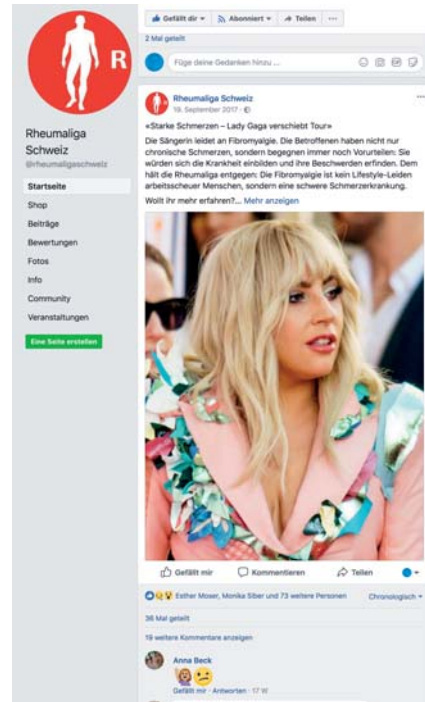 Gefällt dir Abonniert Teilen ...
2 Mal geteilt
Füge deine Gedanken hinzu ...
R
Rheumaliga
Schweiz
@rheumaligaschweiz
Startseite
Shop
Beiträge
Bewertungen
Fotos
Info
Community
Veranstaltungen
Eine Seite erstellen
Rheumaliga Schweiz
19. September 2017 ·
«Starke Schmerzen – Lady Gaga verschiebt Tour»
Die Sängerin leidet an Fibromyalgie. Die Betroffenen haben nicht nur
chronische Schmerzen, sondern begegnen immer noch Vorurteilen: Sie
würden sich die Krankheit einbilden und ihre Beschwerden erfinden. Dem
hält die Rheumaliga entgegen: Die Fibromyalgie ist kein Lifestyle-Leiden
arbeitsscheuer Menschen, sondern eine schwere Schmerzerkrankung.
Wollt ihr mehr erfahren?... Mehr anzeigen
Gefällt mir Kommentieren Teilen
Esther Moser, Monika Siber und 73 weitere Personen Chronologisch
36 Mal geteilt
19 weitere Kommentare anzeigen
Anna Beck
Gefällt mir · Antworten · 17 W